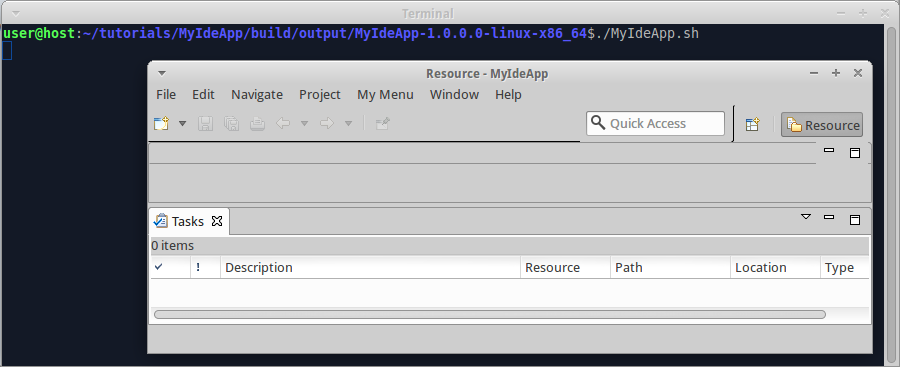 Terminal
user@host:~/tutorials/MyIdeApp/build/output/MyIdeApp-1.0.0.0-linux-x86_64$./MyIdeApp.sh
Resource - MyIdeApp
File Edit Navigate Project My Menu Window Help
Quick Access Resource
Tasks
0 items
! Description Resource Path Location Type